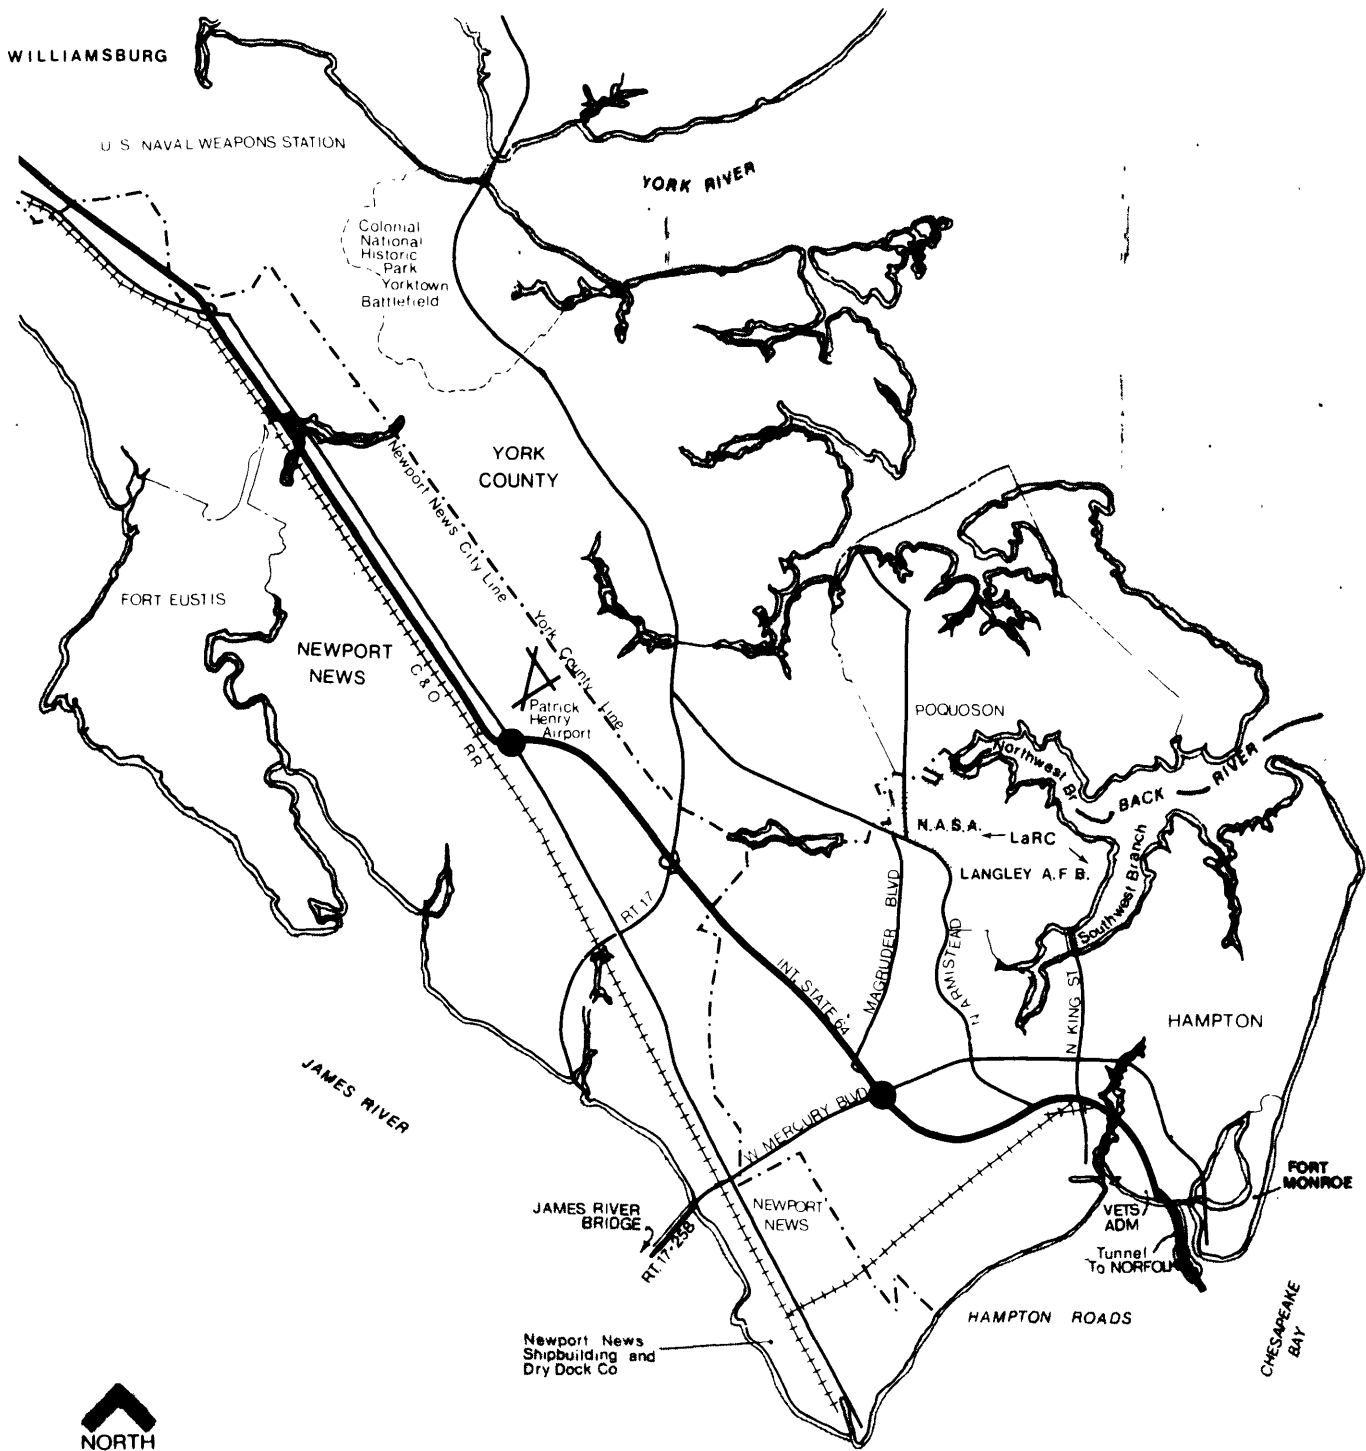 WILLIAMSBURG
U S NAVAL WEAPONS STATION
YORK RIVER
Colonial
National
Historic
Park
Yorktown
Battlefield
YORK
COUNTY
Newport News City Line
York County Line
FORT EUSTIS
NEWPORT
NEWS
C & O RR
Patrick
Henry
Airport
POQUOSON
Northwest Br
BACK RIVER
N.A.S.A.
LaRC
LANGLEY A.F.B.
Southwest Branch
RT 17
MAGRUDER BLVD
N ARMISTEAD
INT. STATE 64
N KING ST
HAMPTON
JAMES RIVER
W MERCURY BLVD
FORT
MONROE
JAMES RIVER
BRIDGE
RT. 17-258
NEWPORT
NEWS
VETS
ADM
Tunnel
To NORFOLK
HAMPTON ROADS
CHESAPEAKE
BAY
Newport News
Shipbuilding and
Dry Dock Co
NORTH